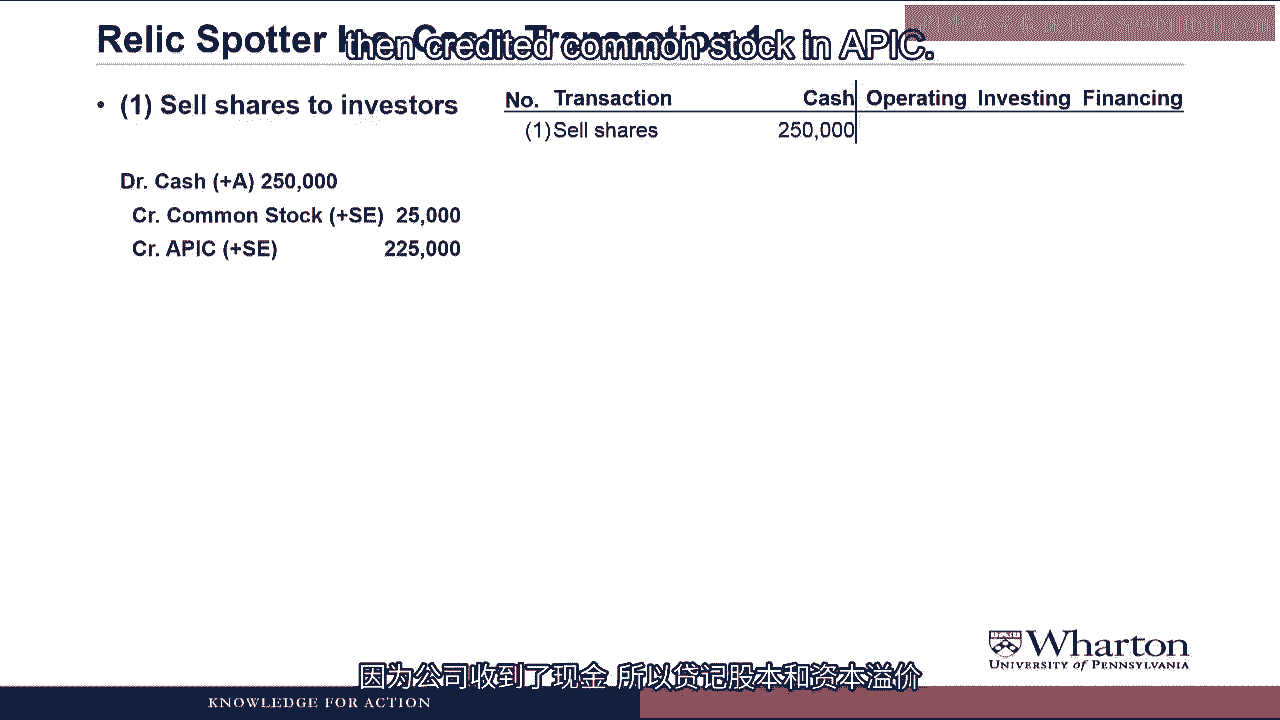 Relic Spotter Inc. Case: Transaction 1
then credited common stock in APIC.
• (1) Sell shares to investors
No. Transaction Cash Operating Investing Financing
(1) Sell shares 250,000
Dr. Cash (+A) 250,000
Cr. Common Stock (+SE) 25,000
Cr. APIC (+SE) 225,000
Wharton
UNIVERSITY of PENNSYLVANIA
因为公司收到了现金 所以贷记股本和资本溢价
KNOWLEDGE FOR ACTION